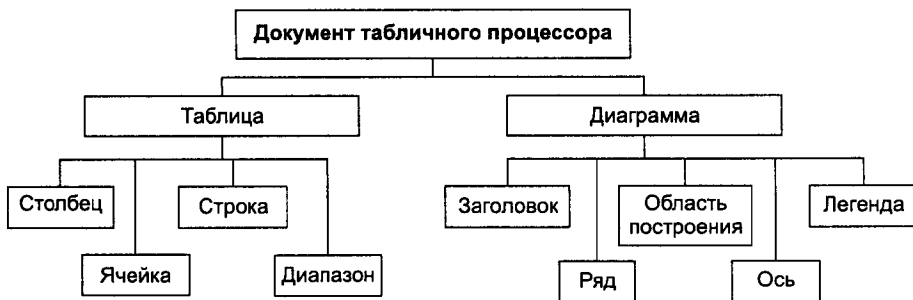 Документ табличного процессора
Таблица
Диаграмма
Столбец
Строка
Заголовок
Область
построения
Легенда
Ячейка
Диапазон
Ряд
Ось